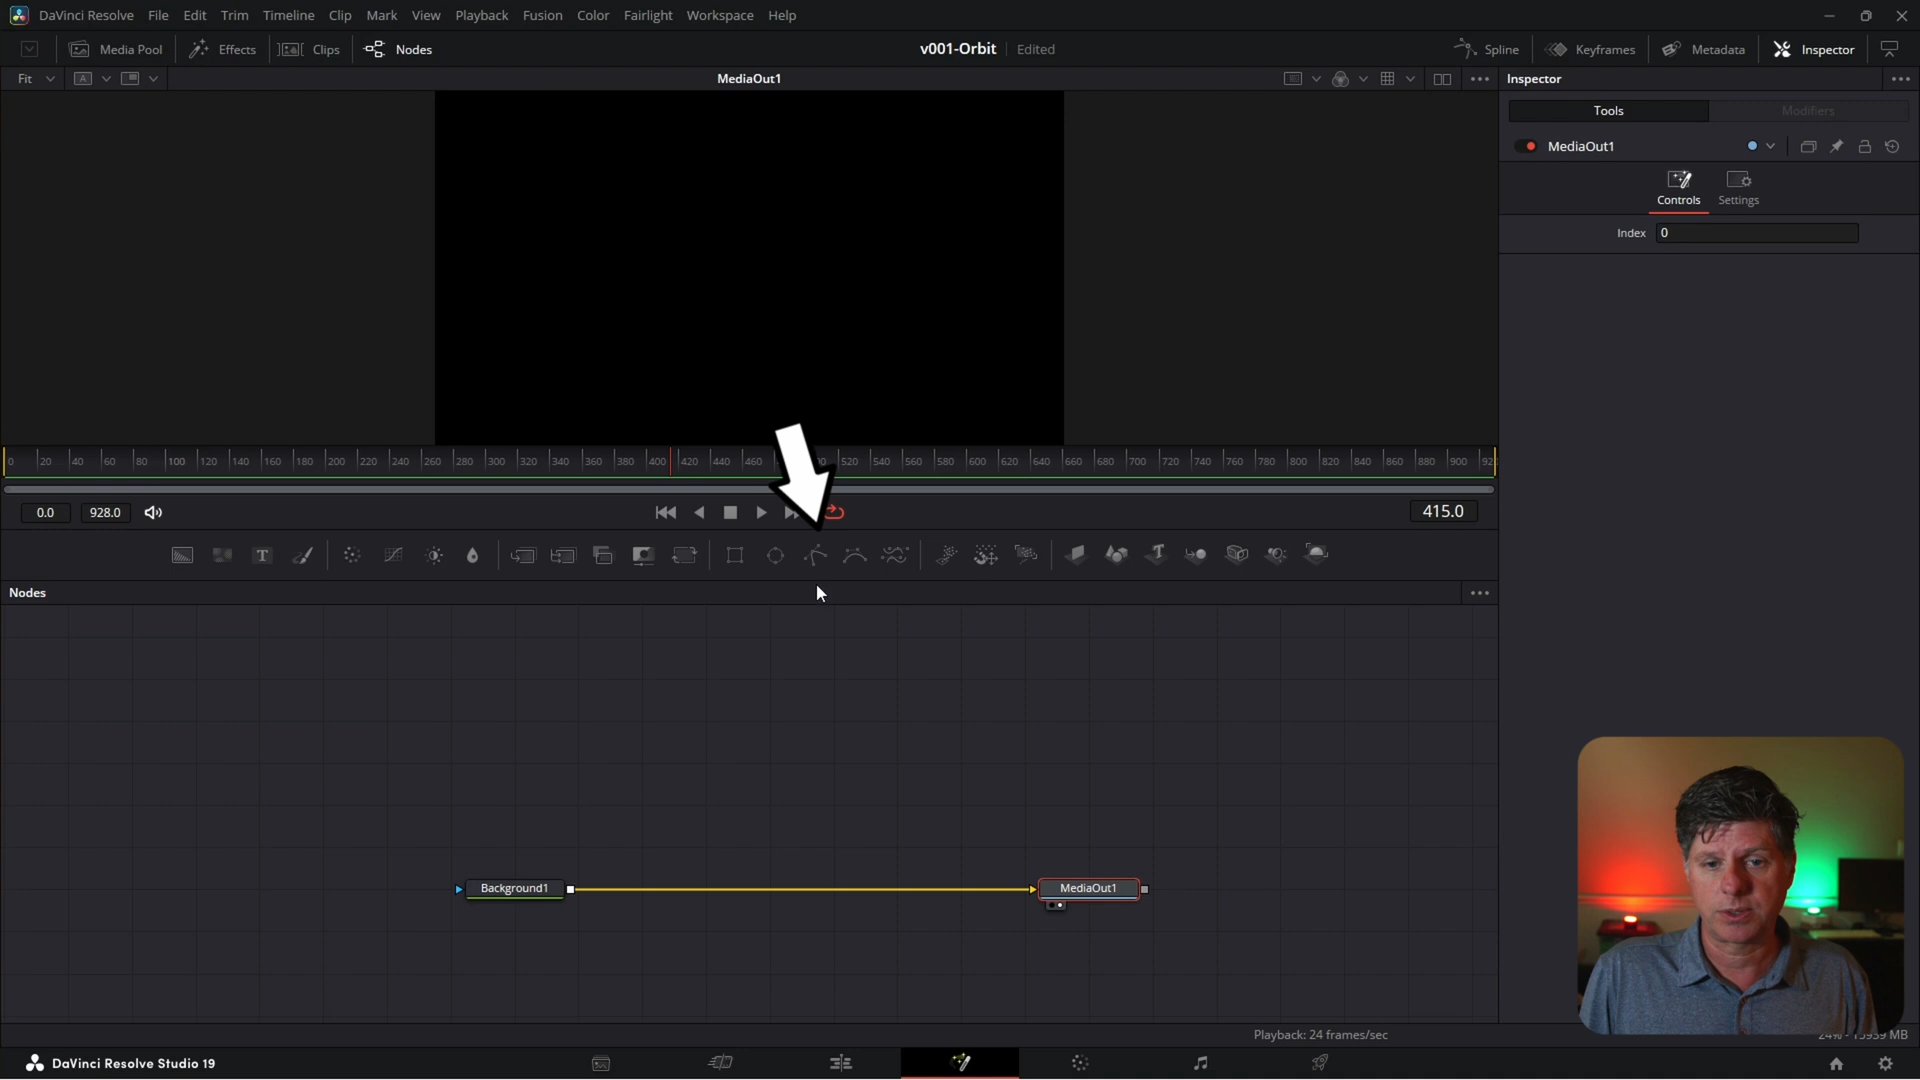 DaVinci Resolve File Edit Trim Timeline Clip Mark View Playback Fusion Color Fairlight Workspace Help
Media Pool Effects Clips Nodes v001-Orbit Edited Spline Keyframes Metadata Inspector
Fit A MediaOut1 Inspector
Tools Modifiers
MediaOut1
Controls Settings
Index 0
0 20 40 60 80 100 120 140 160 180 200 220 240 260 280 300 320 340 360 380 400 420 440 460 520 540 560 580 600 620 640 660 680 700 720 740 760 780 800 820 840 860 880 900 92
0.0 928.0 415.0
T T
Nodes
Background1 MediaOut1
Playback: 24 frames/sec MB
DaVinci Resolve Studio 19